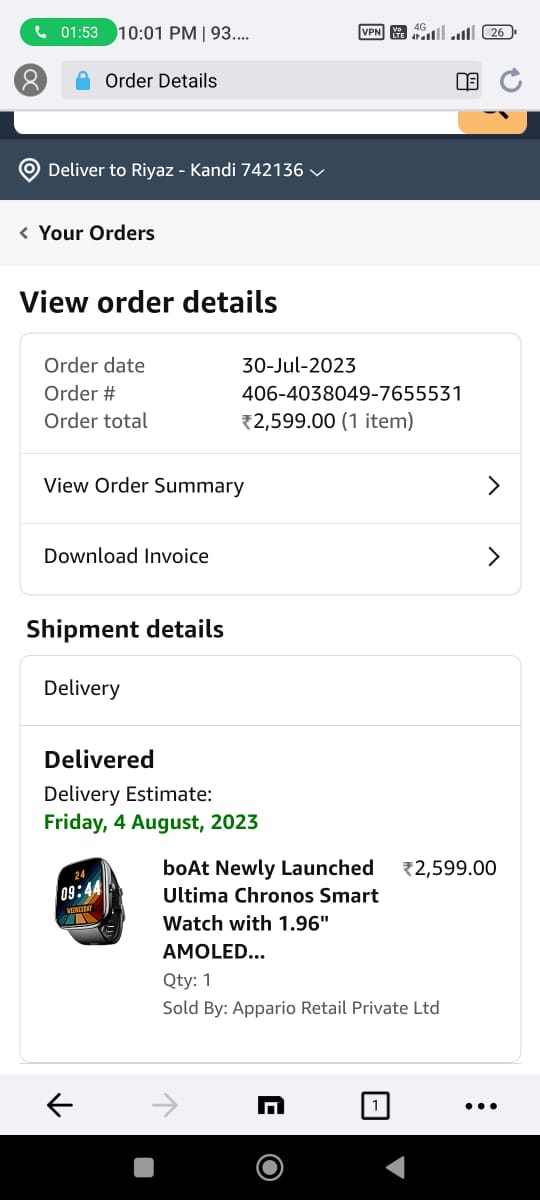 01:53 10:01 PM | 93.... VPN Vo LTE 4G 26
Order Details
Deliver to Riyaz - Kandi 742136
Your Orders
View order details
Order date 30-Jul-2023
Order # 406-4038049-7655531
Order total ₹2,599.00 (1 item)
View Order Summary
Download Invoice
Shipment details
Delivery
Delivered
Delivery Estimate:
Friday, 4 August, 2023
24
09:44
WEDNESDAY
boAt Newly Launched ₹2,599.00
Ultima Chronos Smart
Watch with 1.96"
AMOLED...
Qty: 1
Sold By: Appario Retail Private Ltd
1